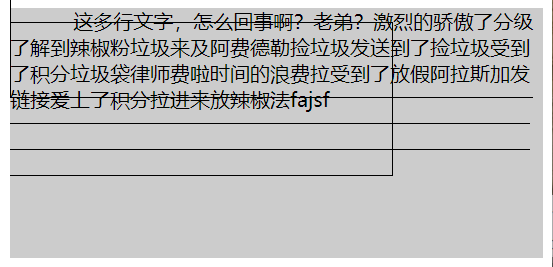 这多行文字，怎么回事啊？老弟？激烈的骄傲了分级
了解到辣椒粉垃圾来及阿费德勒捡垃圾发送到了捡垃圾受到
了积分垃圾袋律师费啦时间的浪费拉受到了放假阿拉斯加发
链接爱上了积分拉进来放辣椒法fajsf